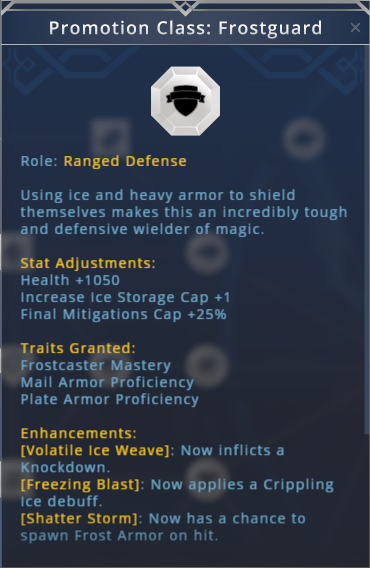 Promotion Class: Frostguard
Role: Ranged Defense
Using ice and heavy armor to shield
themselves makes this an incredibly tough
and defensive wielder of magic.
Stat Adjustments:
Health +1050
Increase Ice Storage Cap +1
Final Mitigations Cap +25%
Traits Granted:
Frostcaster Mastery
Mail Armor Proficiency
Plate Armor Proficiency
Enhancements:
[Volatile Ice Weave]: Now inflicts a
Knockdown.
[Freezing Blast]: Now applies a Crippling
Ice debuff.
[Shatter Storm]: Now has a chance to
spawn Frost Armor on hit.